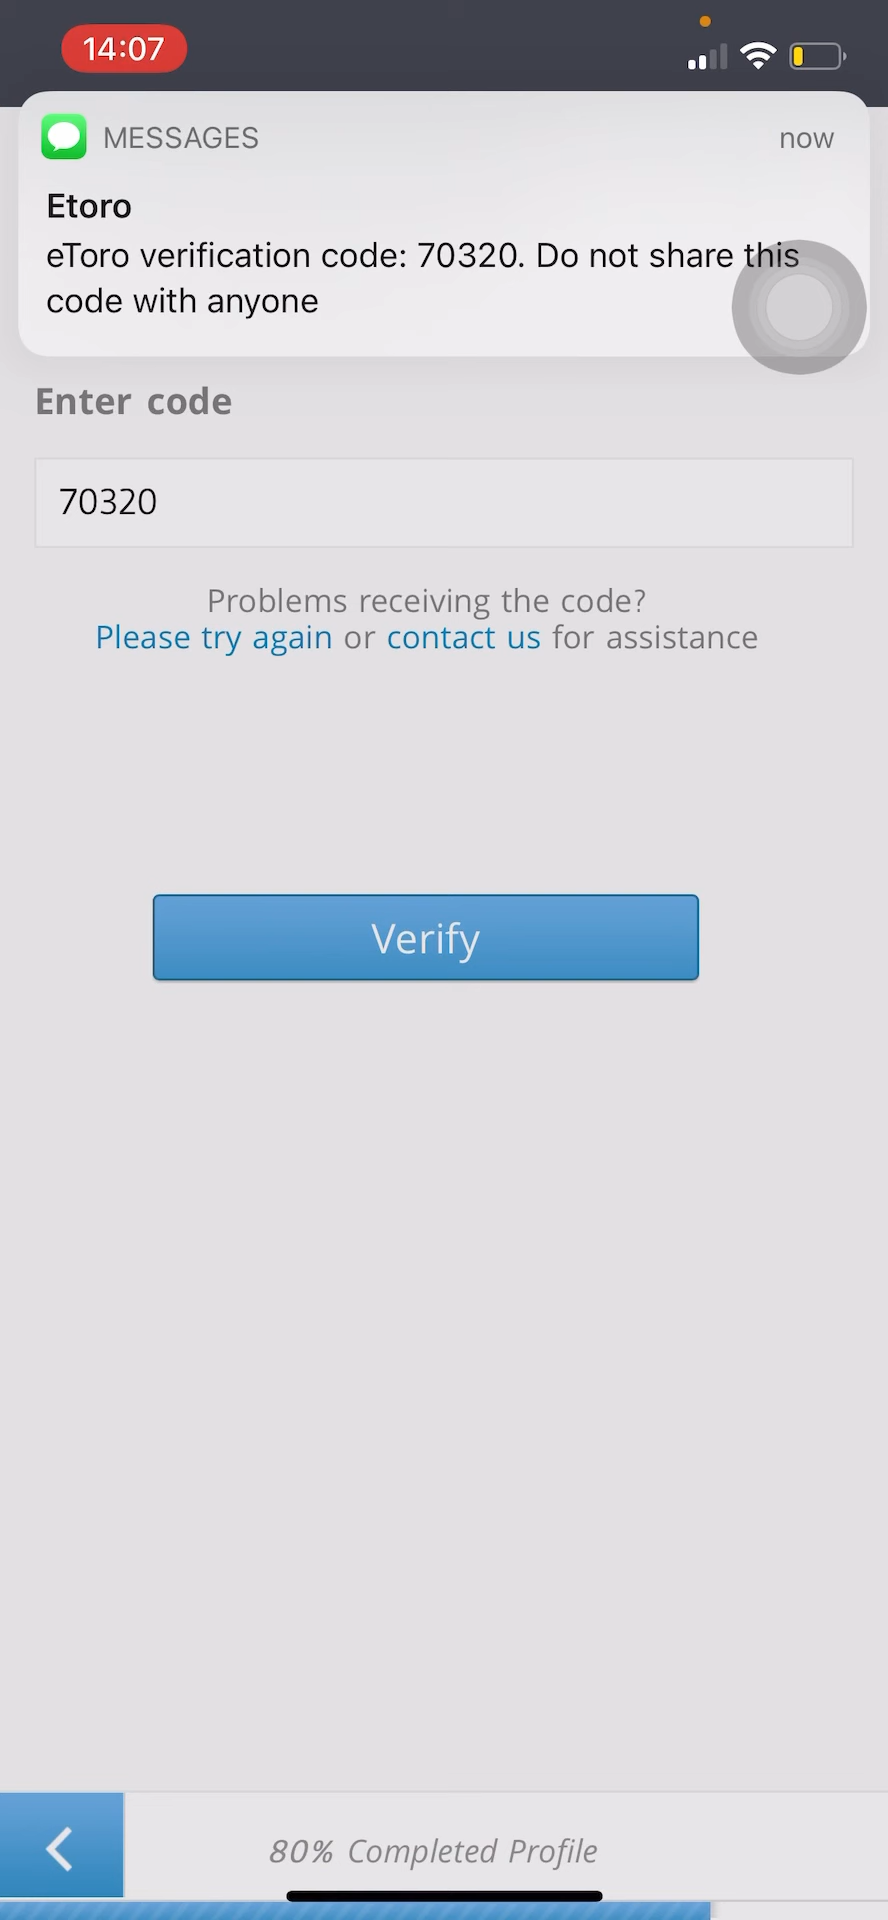 14:07
MESSAGES
now
Etoro
eToro verification code: 70320. Do not share this
code with anyone
Enter code
70320
Problems receiving the code?
Please try again or contact us for assistance
Verify
80% Completed Profile